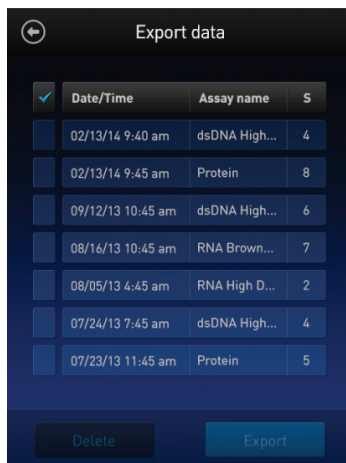 Export data
Date/Time Assay name S
02/13/14 9:40 am dsDNA High... 4
02/13/14 9:45 am Protein 8
09/12/13 10:45 am dsDNA High... 6
08/16/13 10:45 am RNA Brown... 7
08/05/13 4:45 am RNA High D... 2
07/24/13 7:45 am dsDNA High... 4
07/23/13 11:45 am Protein 5
Delete Export